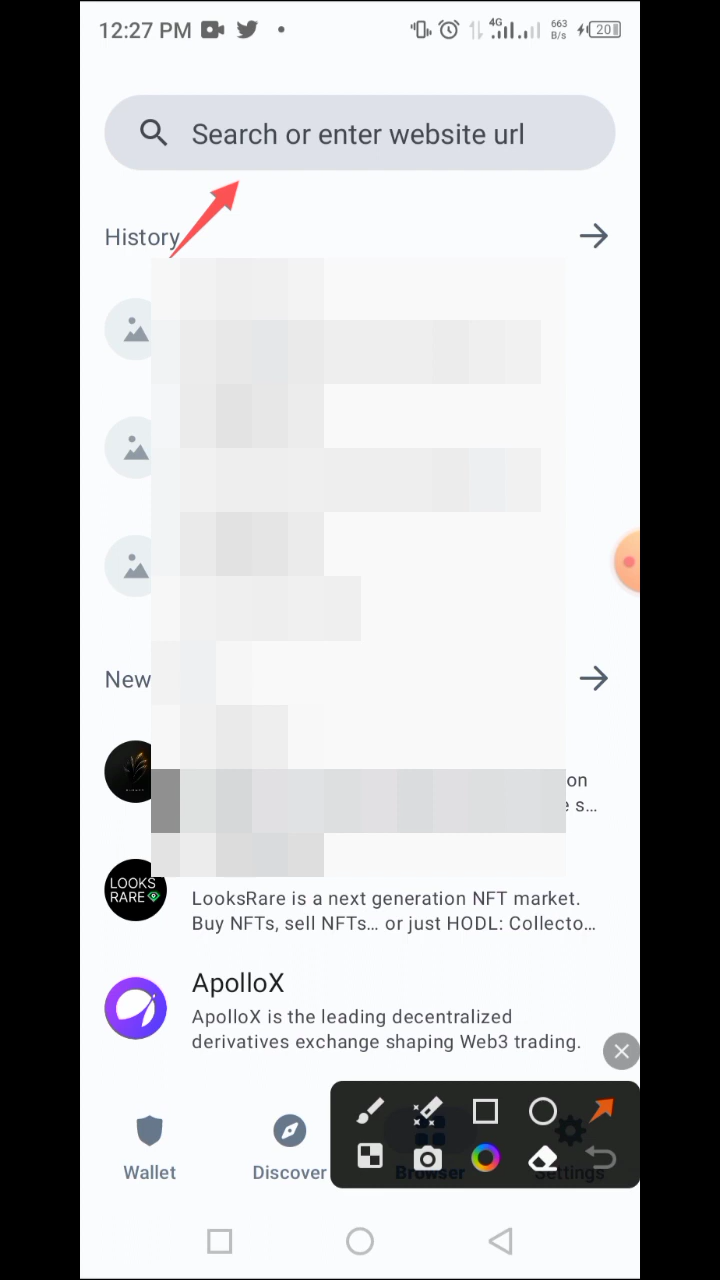 12:27 PM
4G
663
B/s
20
Search or enter website url
History
New
on
s…
LOOKS
RARE
LooksRare is a next generation NFT market.
Buy NFTs, sell NFTs… or just HODL: Collecto…
ApolloX
ApolloX is the leading decentralized
derivatives exchange shaping Web3 trading.
Wallet
Discover
Browser
Settings